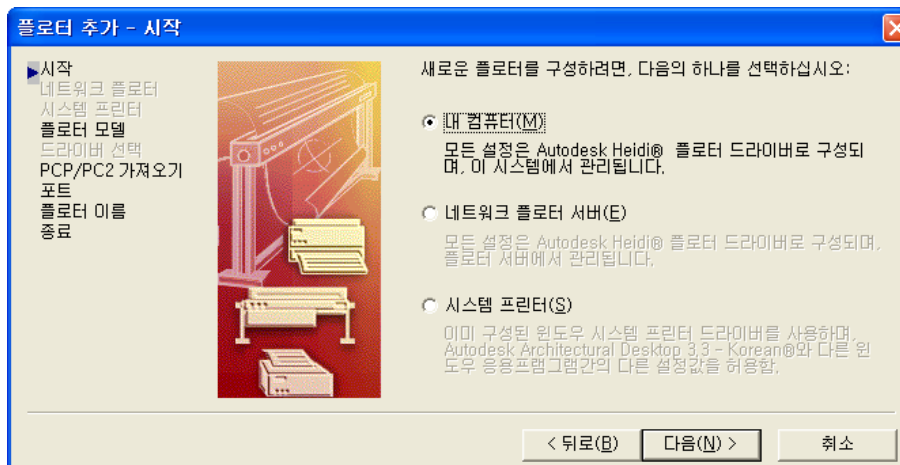 플로터 추가 - 시작
시작
네트워크 플로터
시스템 프린터
플로터 모델
드라이버 선택
PCP/PC2 가져오기
포트
플로터 이름
종료
새로운 플로터를 구성하려면, 다음의 하나를 선택하십시오:
내 컴퓨터(M)
모든 설정은 Autodesk Heidi® 플로터 드라이버로 구성되
며, 이 시스템에서 관리됩니다.
네트워크 플로터 서버(E)
모든 설정은 Autodesk Heidi® 플로터 드라이버로 구성되며,
플로터 서버에서 관리됩니다.
시스템 프린터(S)
이미 구성된 윈도우 시스템 프린터 드라이버를 사용하며,
Autodesk Architectural Desktop 3,3 - Korean®와 다른 윈
도우 응용프램그램간의 다른 설정값을 허용함.
< 뒤로(B)
다음(N) >
취소